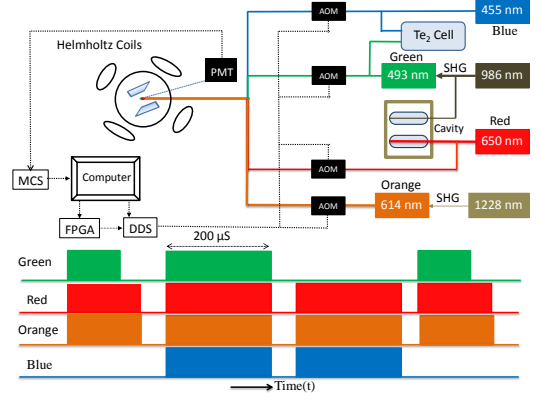 AOM
455 nm
Blue
Helmholtz Coils
Te2 Cell
PMT
Green
AOM
493 nm
SHG
986 nm
Cavity
Red
650 nm
AOM
MCS
Computer
Orange
AOM
614 nm
SHG
1228 nm
FPGA
DDS
200 µS
Green
Red
Orange
Blue
Time(t)